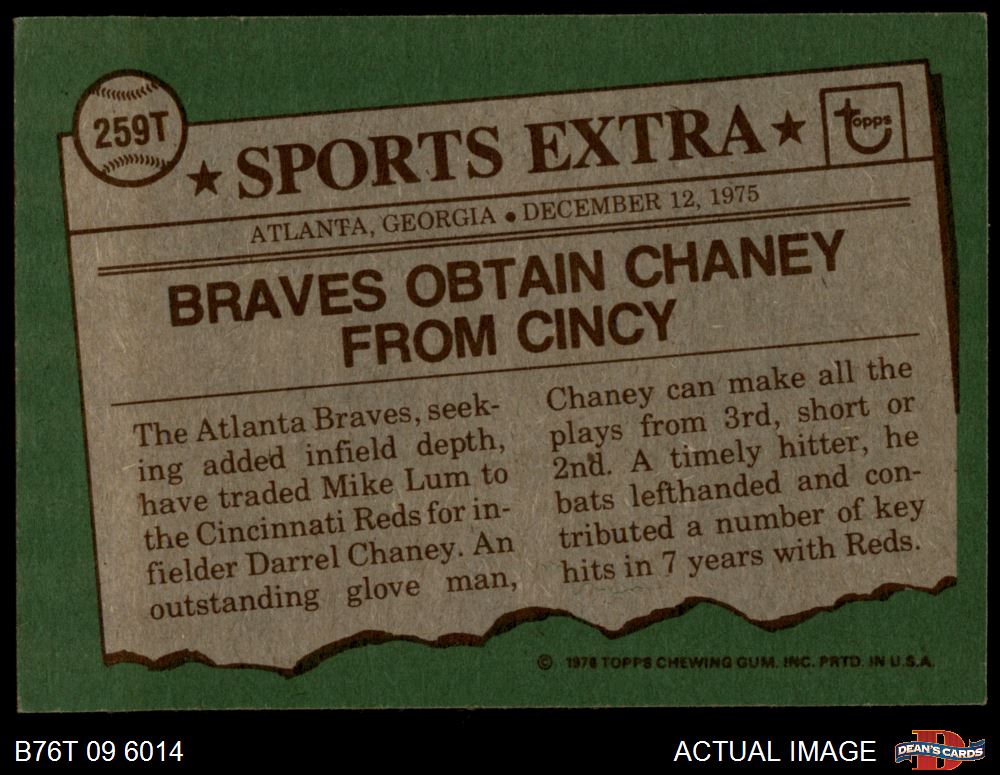 259T
★ SPORTS EXTRA ★
topps
ATLANTA, GEORGIA • DECEMBER 12, 1975
BRAVES OBTAIN CHANEY
FROM CINCY
The Atlanta Braves, seek-
ing added infield depth,
have traded Mike Lum to
the Cincinnati Reds for in-
fielder Darrel Chaney. An
outstanding glove man,
Chaney can make all the
plays from 3rd, short or
2nd. A timely hitter, he
bats lefthanded and con-
tributed a number of key
hits in 7 years with Reds.
© 1976 TOPPS CHEWING GUM, INC. PRTD. IN U.S.A.
B76T 09 6014
ACTUAL IMAGE
D
DEAN'S CARDS